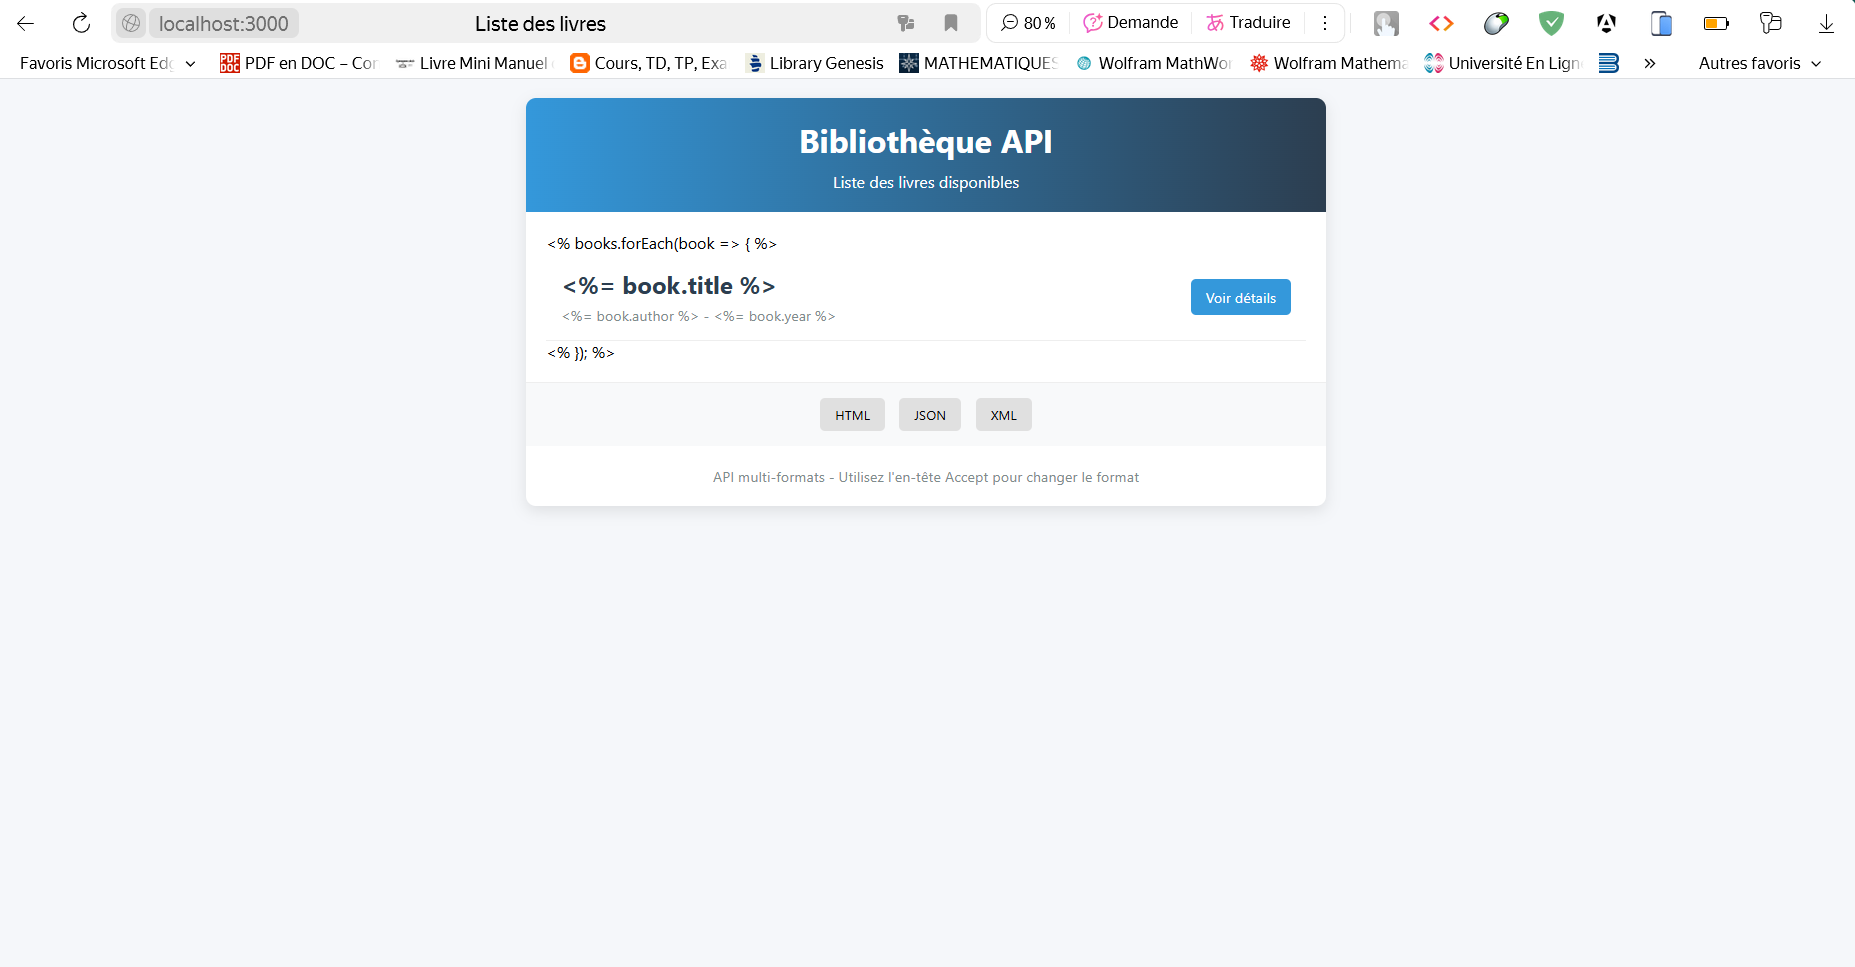 localhost:3000
Liste des livres
80 %
Demande
Traduire
Favoris Microsoft Edg
PDF en DOC – Cor
Livre Mini Manuel
Cours, TD, TP, Exa
Library Genesis
MATHEMATIQUES
Wolfram MathWor
Wolfram Mathema
Université En Lign
Autres favoris
Bibliothèque API
Liste des livres disponibles
<% books.forEach(book => { %>
<%= book.title %>
Voir détails
<%= book.author %> - <%= book.year %>
<% }); %>
HTML
JSON
XML
API multi-formats - Utilisez l'en-tête Accept pour changer le format